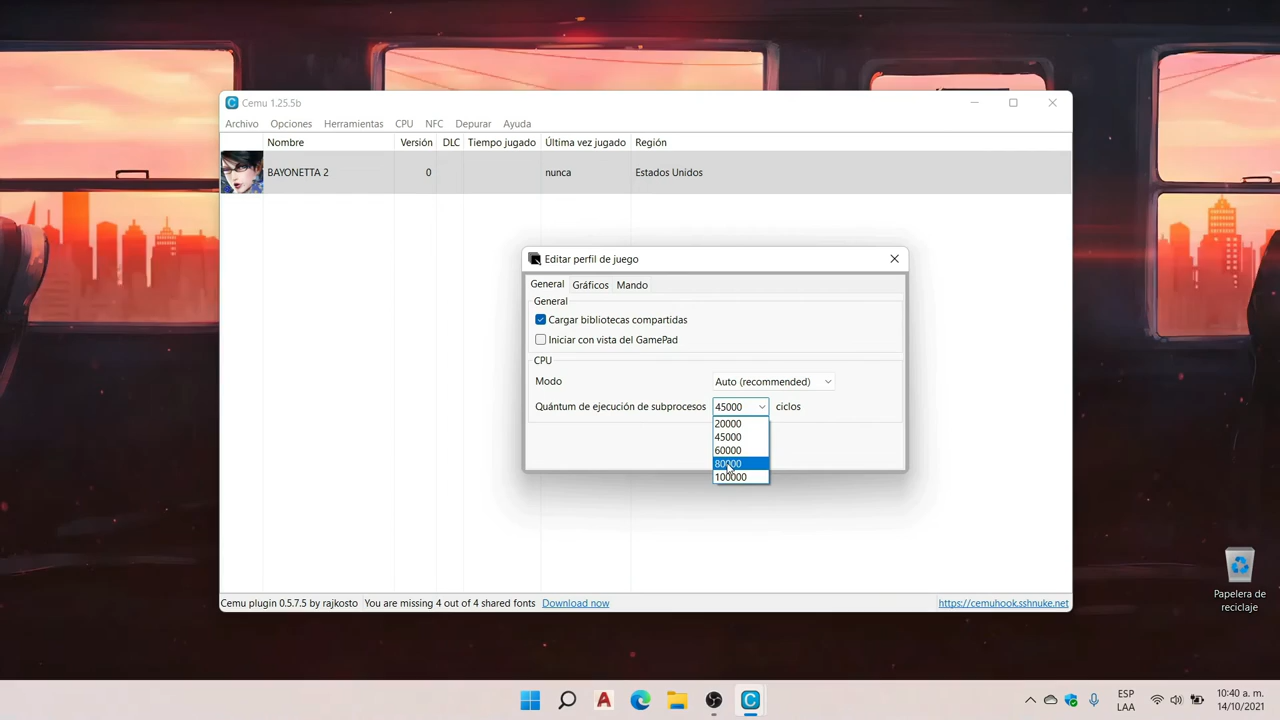 Cemu 1.25.5b
Archivo Opciones Herramientas CPU NFC Depurar Ayuda
Nombre Versión DLC Tiempo jugado Última vez jugado Región
BAYONETTA 2 0 nunca Estados Unidos
Editar perfil de juego
General Gráficos Mando
General
Cargar bibliotecas compartidas
Iniciar con vista del GamePad
CPU
Modo Auto (recommended)
Quántum de ejecución de subprocesos 45000 ciclos
20000
45000
60000
80000
100000
Cemu plugin 0.5.7.5 by rajkosto You are missing 4 out of 4 shared fonts Download now https://cemuhook.sshnuke.net
Papelera de
reciclaje
ESP
LAA
10:40 a. m.
14/10/2021